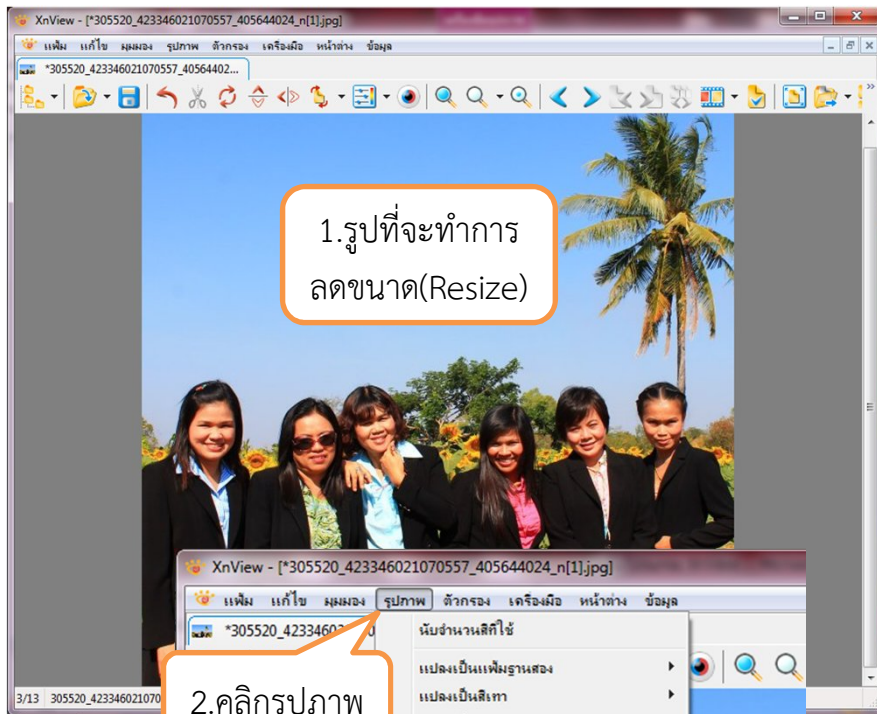 XnView - [*305520_423346021070557_405644024_n[1].jpg]
แฟ้ม แก้ไข มุมมอง รูปภาพ ตัวกรอง เครื่องมือ หน้าต่าง ข้อมูล
*305520_423346021070557_40564402...
1.รูปที่จะทำการ
ลดขนาด(Resize)
XnView - [*305520_423346021070557_405644024_n[1].jpg]
แฟ้ม แก้ไข มุมมอง รูปภาพ ตัวกรอง เครื่องมือ หน้าต่าง ข้อมูล
นับจำนวนสีที่ใช้
แปลงเป็นแฟ้มฐานสอง
แปลงเป็นสีเทา
2.คลิกรูปภาพ
3/13 305520_423346021070